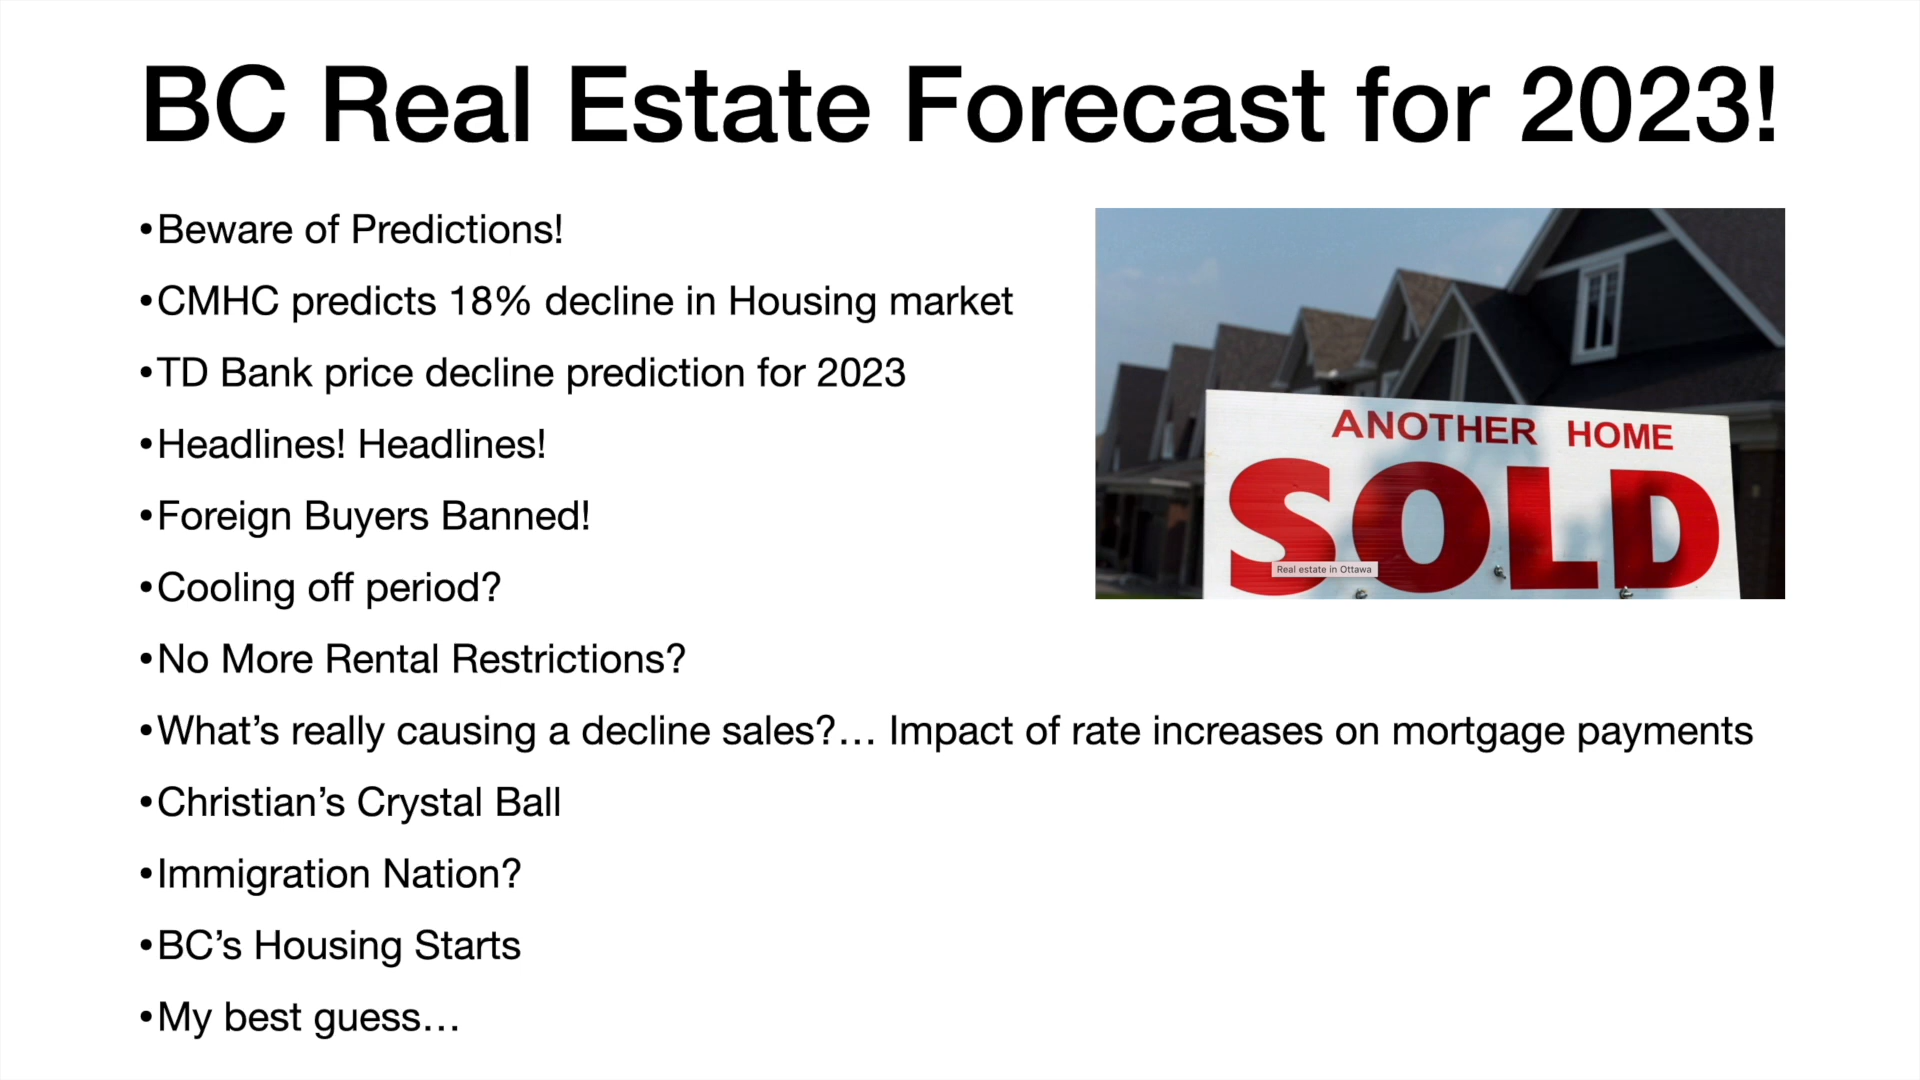 BC Real Estate Forecast for 2023!
•Beware of Predictions!
•CMHC predicts 18% decline in Housing market
•TD Bank price decline prediction for 2023
•Headlines! Headlines!
•Foreign Buyers Banned!
•Cooling off period?
•No More Rental Restrictions?
•What’s really causing a decline sales?… Impact of rate increases on mortgage payments
•Christian’s Crystal Ball
•Immigration Nation?
•BC’s Housing Starts
•My best guess…
ANOTHER HOME
SOLD
Real estate in Ottawa